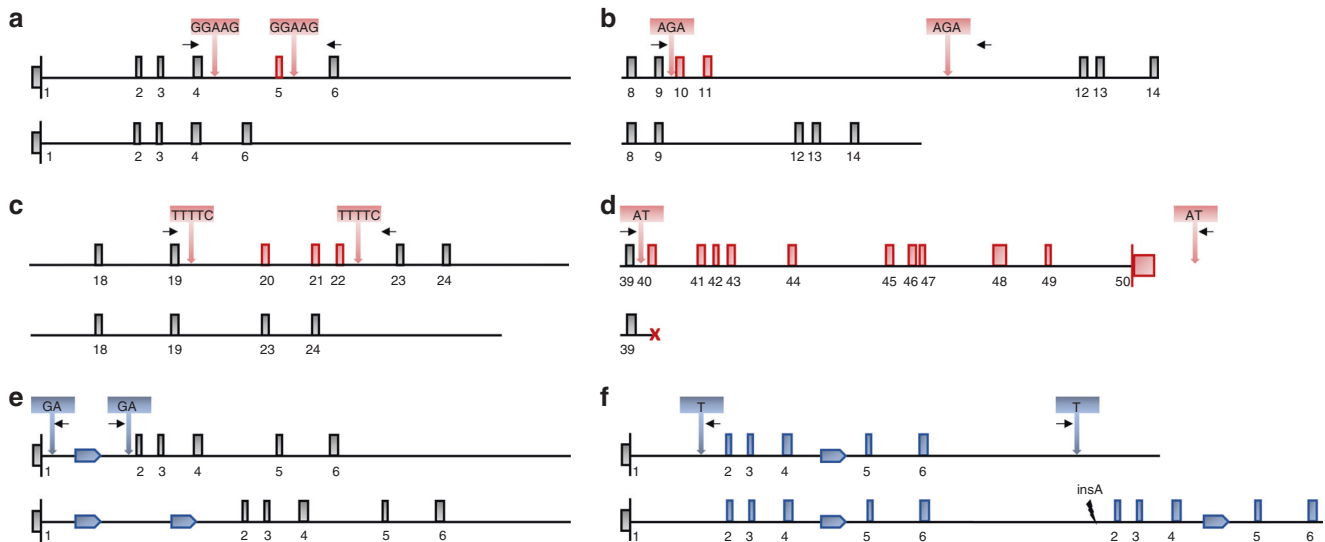 a
GGAAG GGAAG
1 2 3 4 5 6
1 2 3 4 6
b
AGA AGA
8 9 10 11 12 13 14
8 9 12 13 14
c
TTTTC TTTTC
18 19 20 21 22 23 24
18 19 23 24
d
AT AT
39 40 41 42 43 44 45 46 47 48 49 50
X
39
e
GA GA
1 2 3 4 5 6
1 2 3 4 5 6
f
T T
1 2 3 4 5 6
insA
1 2 3 4 5 6 2 3 4 5 6